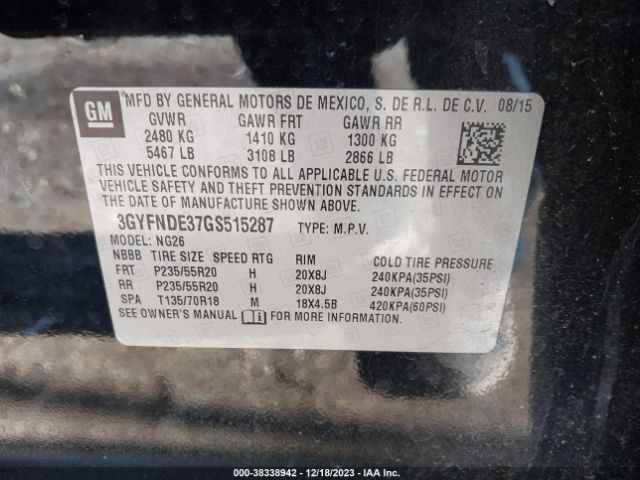 GM
MFD BY GENERAL MOTORS DE MEXICO, S. DE R.L. DE C.V. 08/15
GVWR GAWR FRT GAWR RR
2480 KG 1410 KG 1300 KG
5467 LB 3108 LB 2866 LB
THIS VEHICLE CONFORMS TO ALL APPLICABLE U.S. FEDERAL MOTOR
VEHICLE SAFETY AND THEFT PREVENTION STANDARDS IN EFFECT ON
THE DATE OF MANUFACTURE SHOWN ABOVE.
3GYFNDE37GS515287 TYPE: M.P.V.
MODEL: NG26
NBBB TIRE SIZE SPEED RTG RIM COLD TIRE PRESSURE
FRT P235/55R20 H 20X8J 240KPA(35PSI)
RR P235/55R20 H 20X8J 240KPA(35PSI)
SPA T135/70R18 M 18X4.5B 420KPA(60PSI)
SEE OWNER'S MANUAL FOR MORE INFORMATION
000-38338942 - 12/18/2023 - IAA Inc.